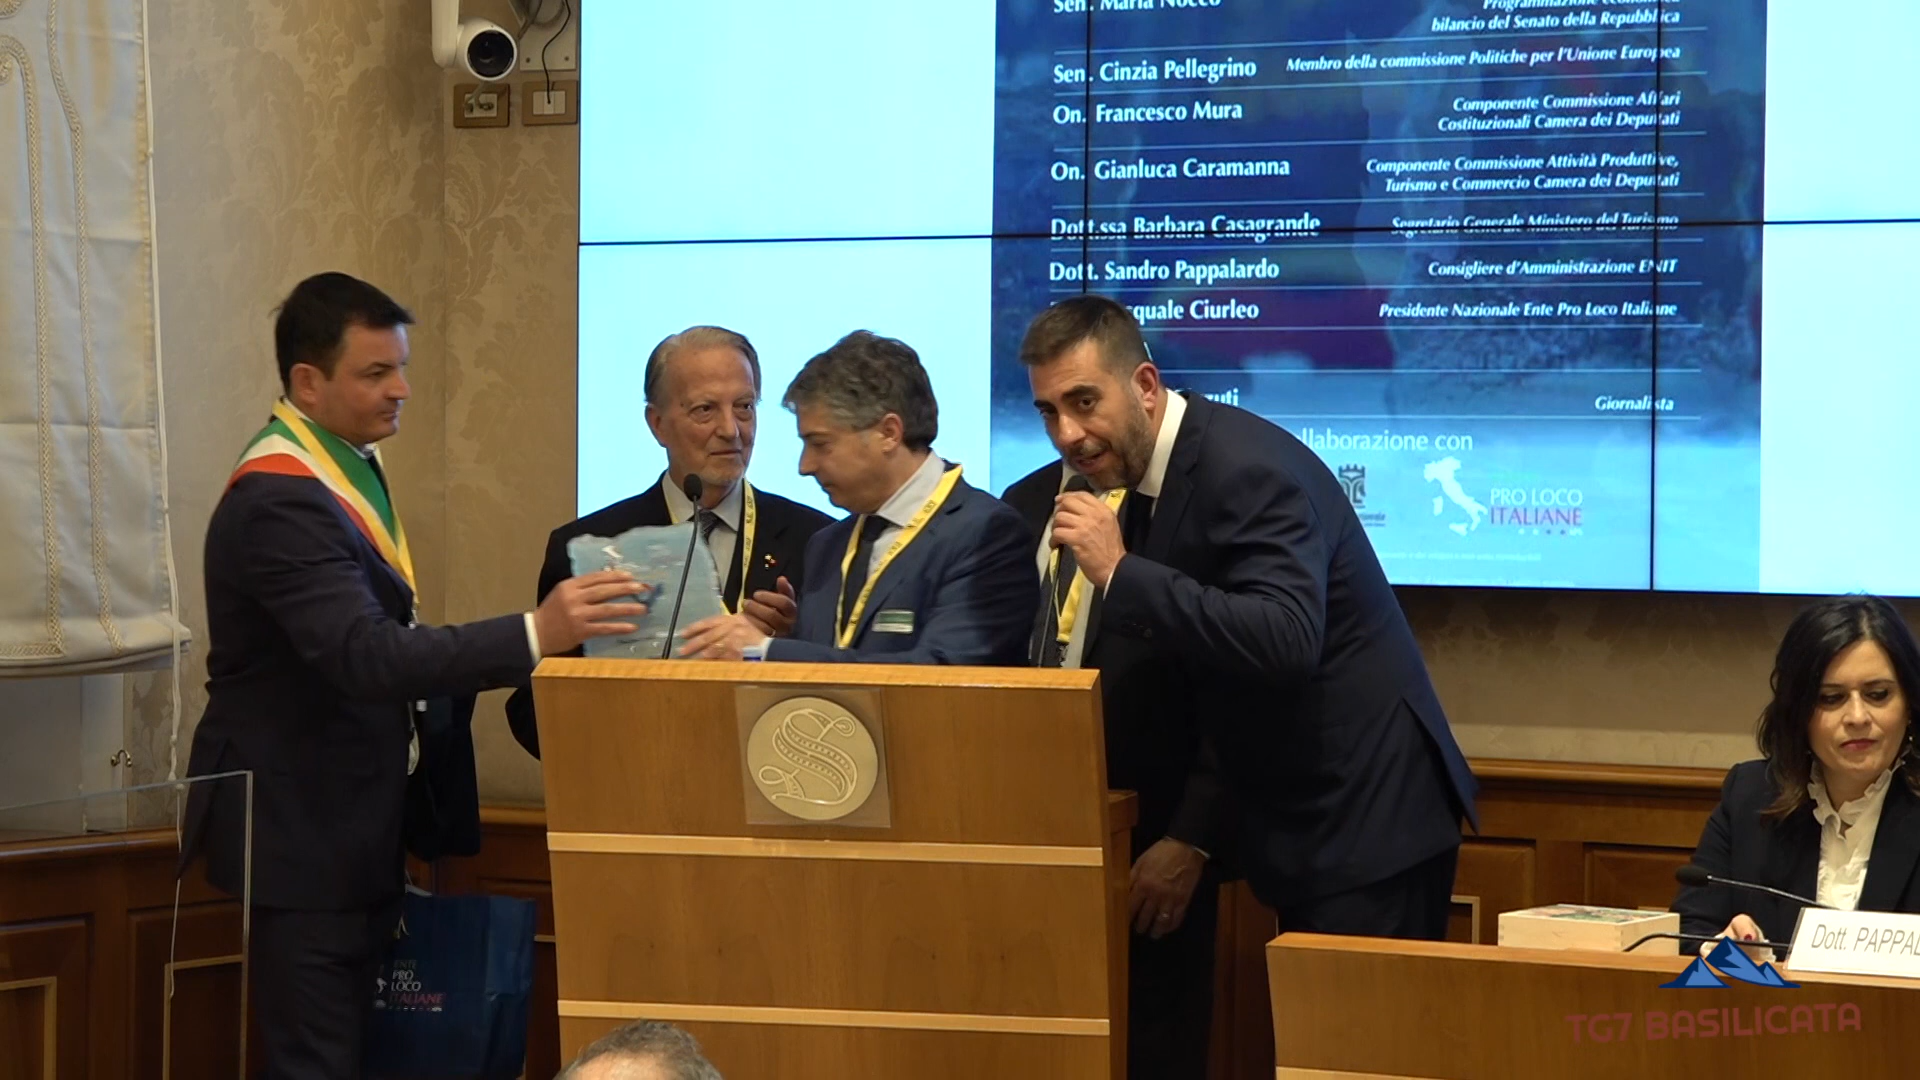 Sen. Maria Nocco
Programmazione economica
bilancio del Senato della Repubblica
Sen. Cinzia Pellegrino
Membro della commissione Politiche per l'Unione Europea
On. Francesco Mura
Componente Commissione Affari
Costituzionali Camera dei Deputati
On. Gianluca Caramanna
Componente Commissione Attività Produttive,
Turismo e Commercio Camera dei Deputati
Dott.ssa Barbara Casagrande
Segretario Generale Ministero del Turismo
Dott. Sandro Pappalardo
Consigliere d'Amministrazione ENIT
squale Ciurleo
Presidente Nazionale Ente Pro Loco Italiane
Giornalista
llaborazione con
PRO LOCO
ITALIANE
ENTE
PRO
LOCO
ITALIANE
Dott. PAPPAL
TG7 BASILICATA